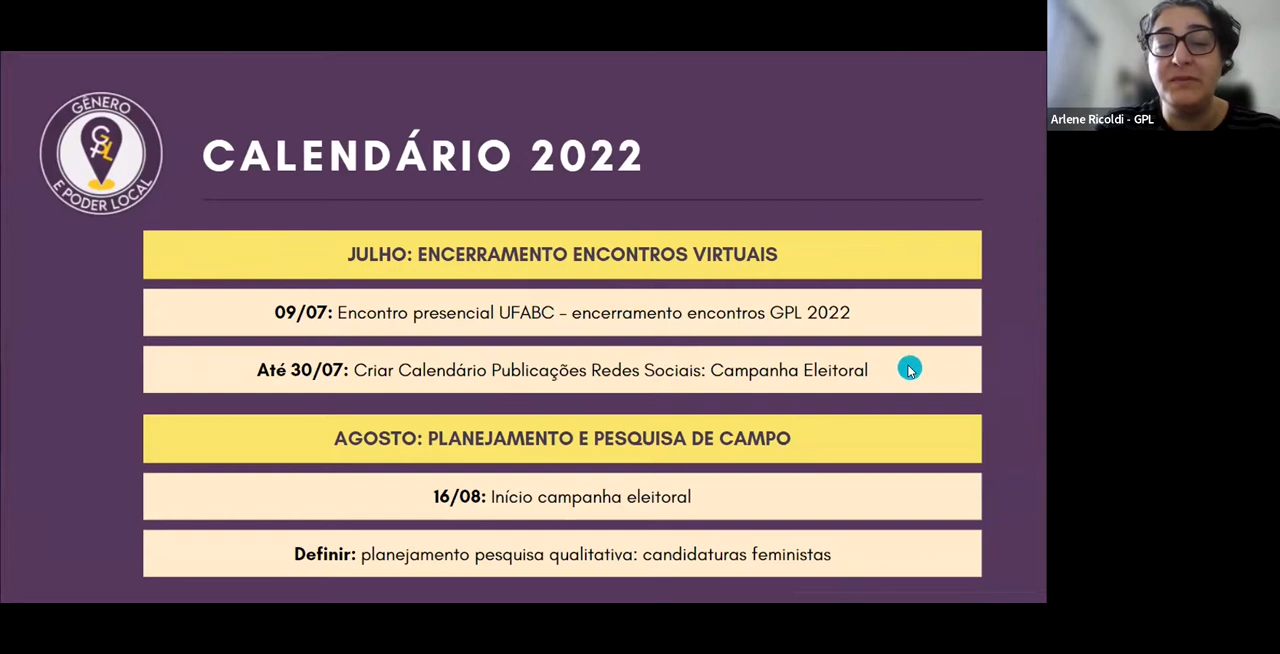 Arlene Ricoldi - GPL
GÊNERO
GPL
E PODER LOCAL
CALENDÁRIO 2022
JULHO: ENCERRAMENTO ENCONTROS VIRTUAIS
09/07: Encontro presencial UFABC - encerramento encontros GPL 2022
Até 30/07: Criar Calendário Publicações Redes Sociais: Campanha Eleitoral
AGOSTO: PLANEJAMENTO E PESQUISA DE CAMPO
16/08: Início campanha eleitoral
Definir: planejamento pesquisa qualitativa: candidaturas feministas